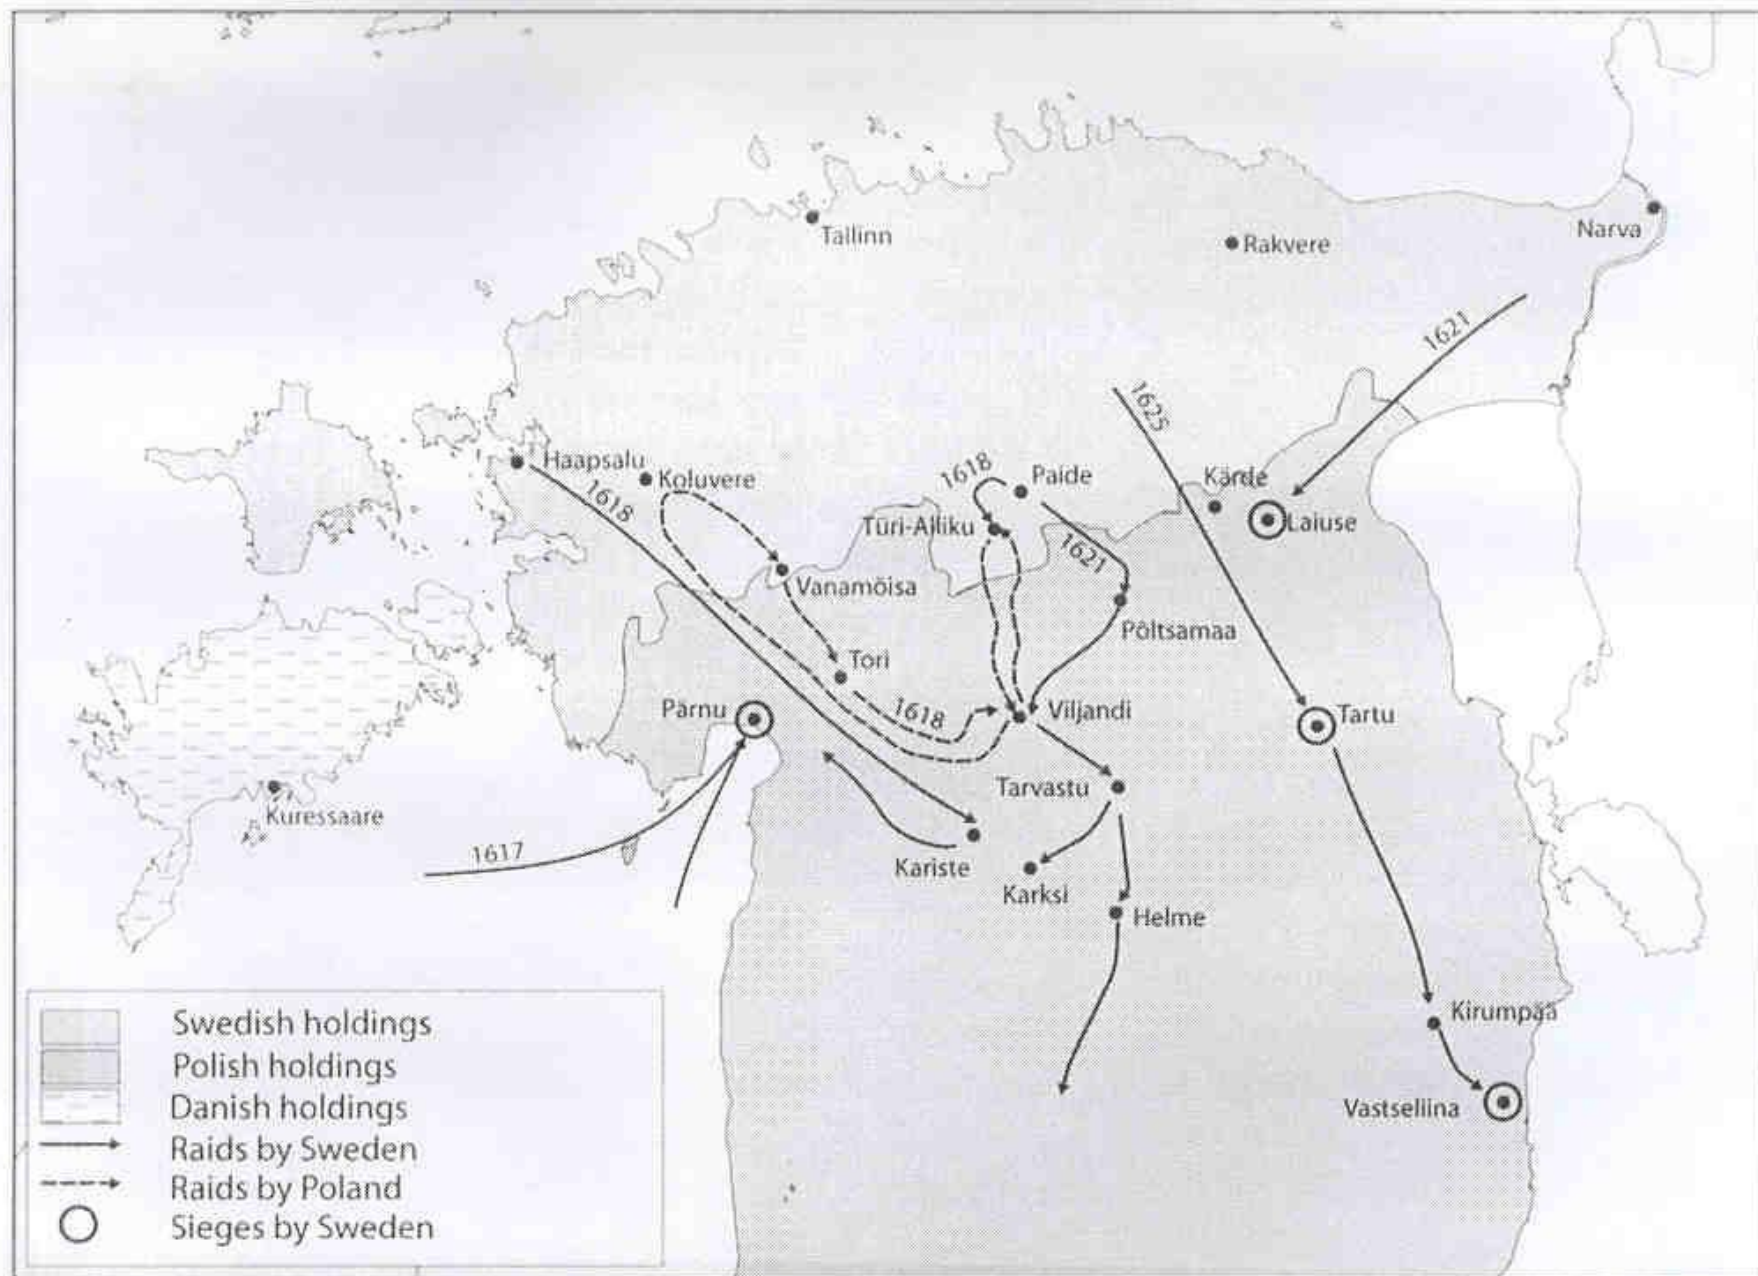 Tallinn
Rakvere
Narva
1621
1625
Haapsalu
Koluvere
1618
1618
Paide
Kärde
Türi-Alliku
Laiuse
1621
Vanamõisa
Põltsamaa
Tori
Pärnu
1618
Viljandi
Tartu
Tarvastu
Kuressaare
1617
Kariste
Karksi
Helme
Kirumpää
Vastseliina
Swedish holdings
Polish holdings
Danish holdings
Raids by Sweden
Raids by Poland
Sieges by Sweden